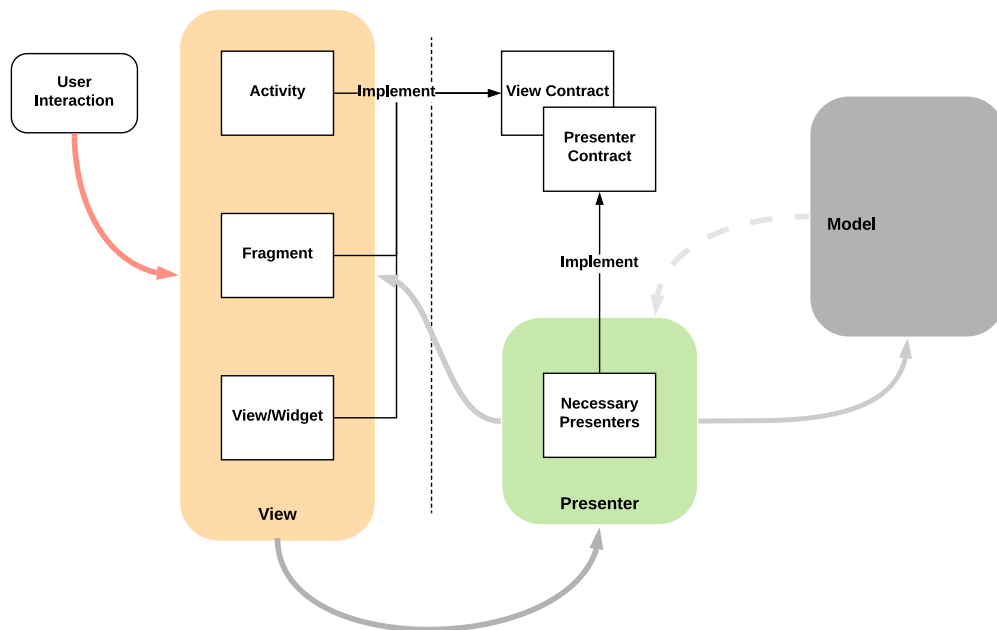 User
Interaction
Activity
Implement
View Contract
Presenter
Contract
Model
Fragment
Implement
View/Widget
Necessary
Presenters
View
Presenter